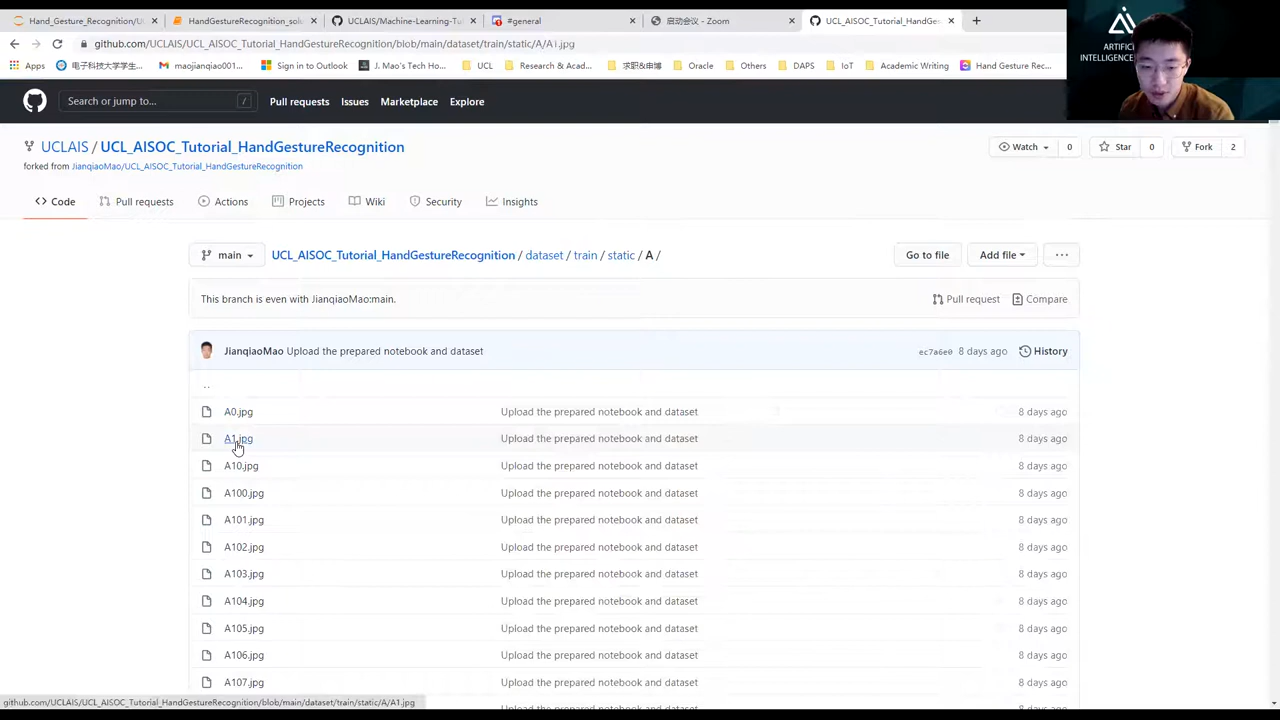 Hand_Gesture_Recognition/U
HandGestureRecognition_solu
UCLAIS/Machine-Learning-Tu
#general
启动会议 - Zoom
UCL_AISOC_Tutorial_HandGestu
github.com/UCLAIS/UCL_AISOC_Tutorial_HandGestureRecognition/blob/main/dataset/train/static/A/A1.jpg
Apps
电子科技大学学生...
maojianqiao001...
Sign in to Outlook
J. Mao's Tech Ho...
UCL
Research & Acad...
求职&申博
Oracle
Others
DAPS
IoT
Academic Writing
Hand Gesture Rec...
INTELLIGENCE
Search or jump to...
/
Pull requests
Issues
Marketplace
Explore
UCLAIS / UCL_AISOC_Tutorial_HandGestureRecognition
forked from JianqiaoMao/UCL_AISOC_Tutorial_HandGestureRecognition
Watch
0
Star
0
Fork
2
Code
Pull requests
Actions
Projects
Wiki
Security
Insights
main
UCL_AISOC_Tutorial_HandGestureRecognition / dataset / train / static / A /
Go to file
Add file
...
This branch is even with JianqiaoMao:main.
Pull request
Compare
JianqiaoMao Upload the prepared notebook and dataset
ec7a6e0 8 days ago
History
..
A0.jpg Upload the prepared notebook and dataset 8 days ago
A1.jpg Upload the prepared notebook and dataset 8 days ago
A10.jpg Upload the prepared notebook and dataset 8 days ago
A100.jpg Upload the prepared notebook and dataset 8 days ago
A101.jpg Upload the prepared notebook and dataset 8 days ago
A102.jpg Upload the prepared notebook and dataset 8 days ago
A103.jpg Upload the prepared notebook and dataset 8 days ago
A104.jpg Upload the prepared notebook and dataset 8 days ago
A105.jpg Upload the prepared notebook and dataset 8 days ago
A106.jpg Upload the prepared notebook and dataset 8 days ago
A107.jpg Upload the prepared notebook and dataset 8 days ago
github.com/UCLAIS/UCL_AISOC_Tutorial_HandGestureRecognition/blob/main/dataset/train/static/A/A1.jpg